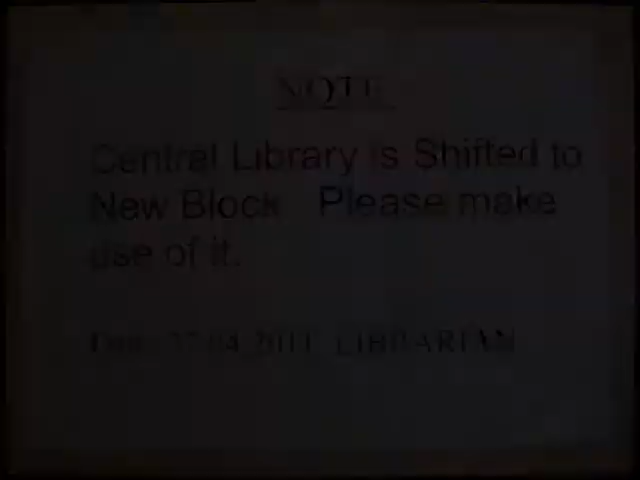 NOTE
Central Library is Shifted to
New Block. Please make
use of it.
LIBRARIAN